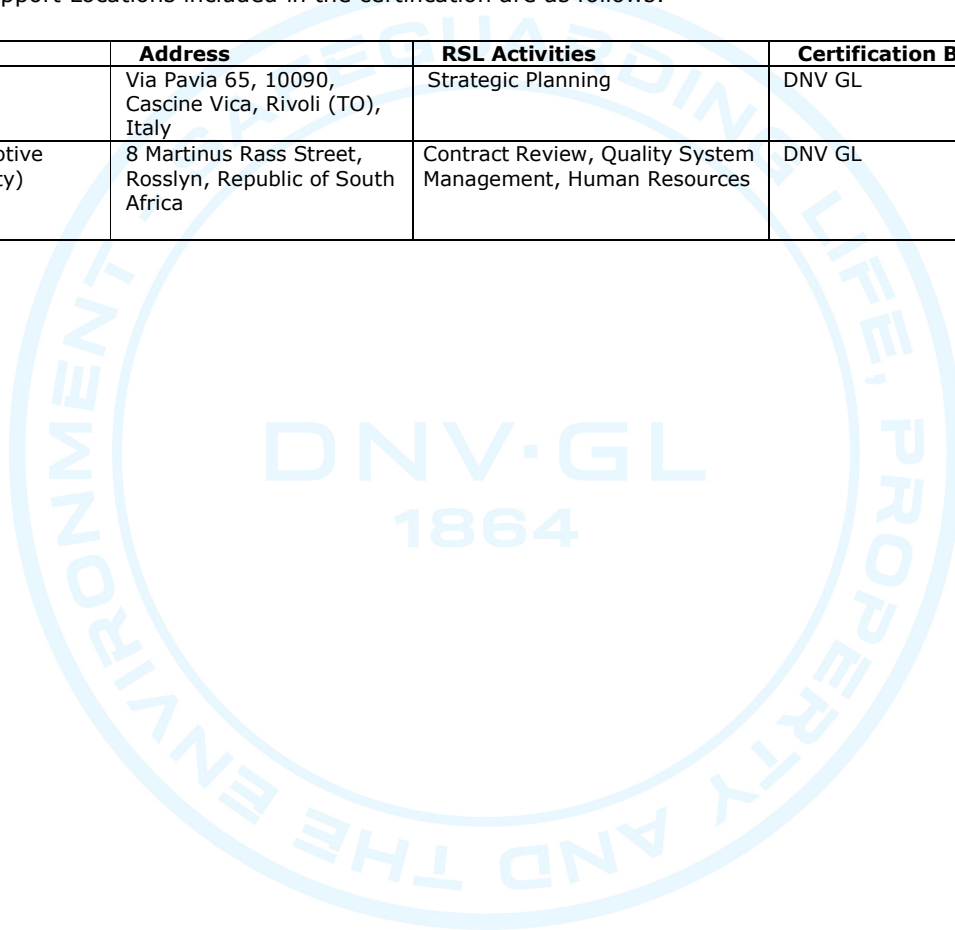 pport Locations included in the certification are as follows:
Address RSL Activities Certification B
Via Pavia 65, 10090, Strategic Planning DNV GL
Cascine Vica, Rivoli (TO),
Italy
otive 8 Martinus Rass Street, Contract Review, Quality System DNV GL
ty) Rosslyn, Republic of South Management, Human Resources
Africa
SAFEGUARDING LIFE, PROPERTY AND THE ENVIRONMENT
DNV·GL
1864